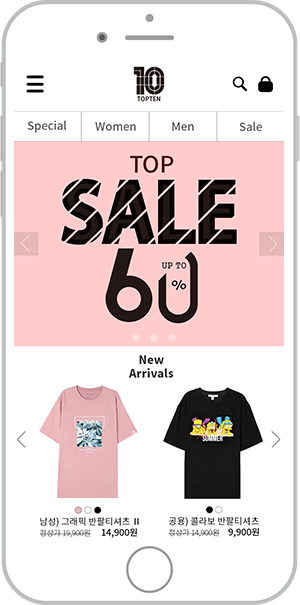 10
TOPTEN
Special Women Men Sale
TOP
SALE
UP TO
60%
New
Arrivals
SUMMER
남성) 그래픽 반팔티셔츠 II
정상가 19,900원 14,900원
공용) 콜라보 반팔티셔츠
정상가 14,900원 9,900원